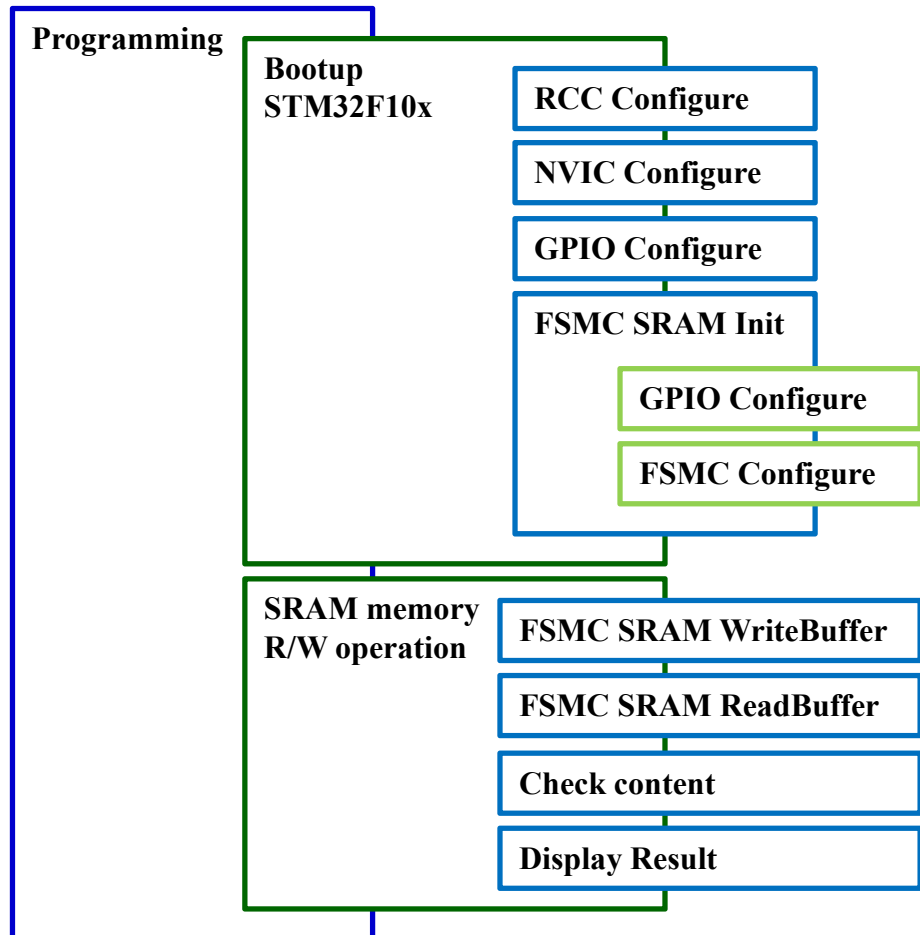 Programming
Bootup
STM32F10x
RCC Configure
NVIC Configure
GPIO Configure
FSMC SRAM Init
GPIO Configure
FSMC Configure
SRAM memory
R/W operation
FSMC SRAM WriteBuffer
FSMC SRAM ReadBuffer
Check content
Display Result